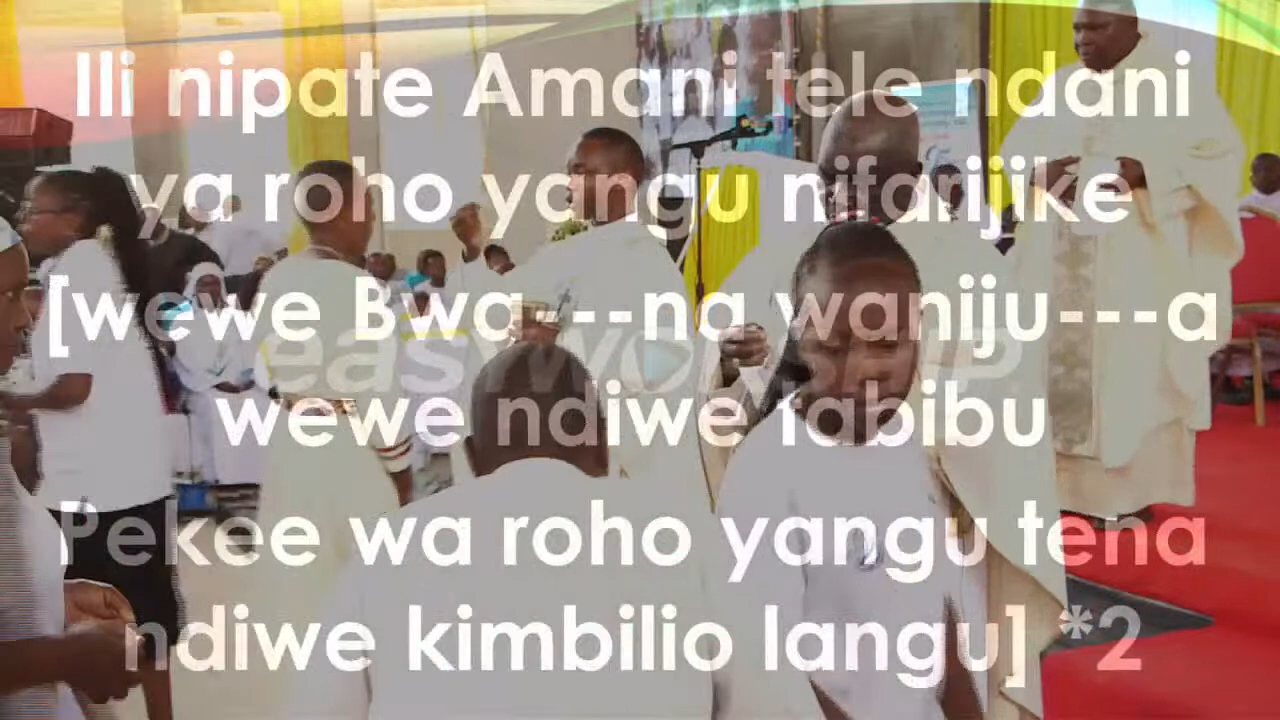 Ili nipate Amani tele ndani
ya roho yangu nifarijike
[wewe Bwa---na waniju---a
easyworship
wewe ndiwe tabibu
Pekee wa roho yangu tena
ndiwe kimbilio langu] *2